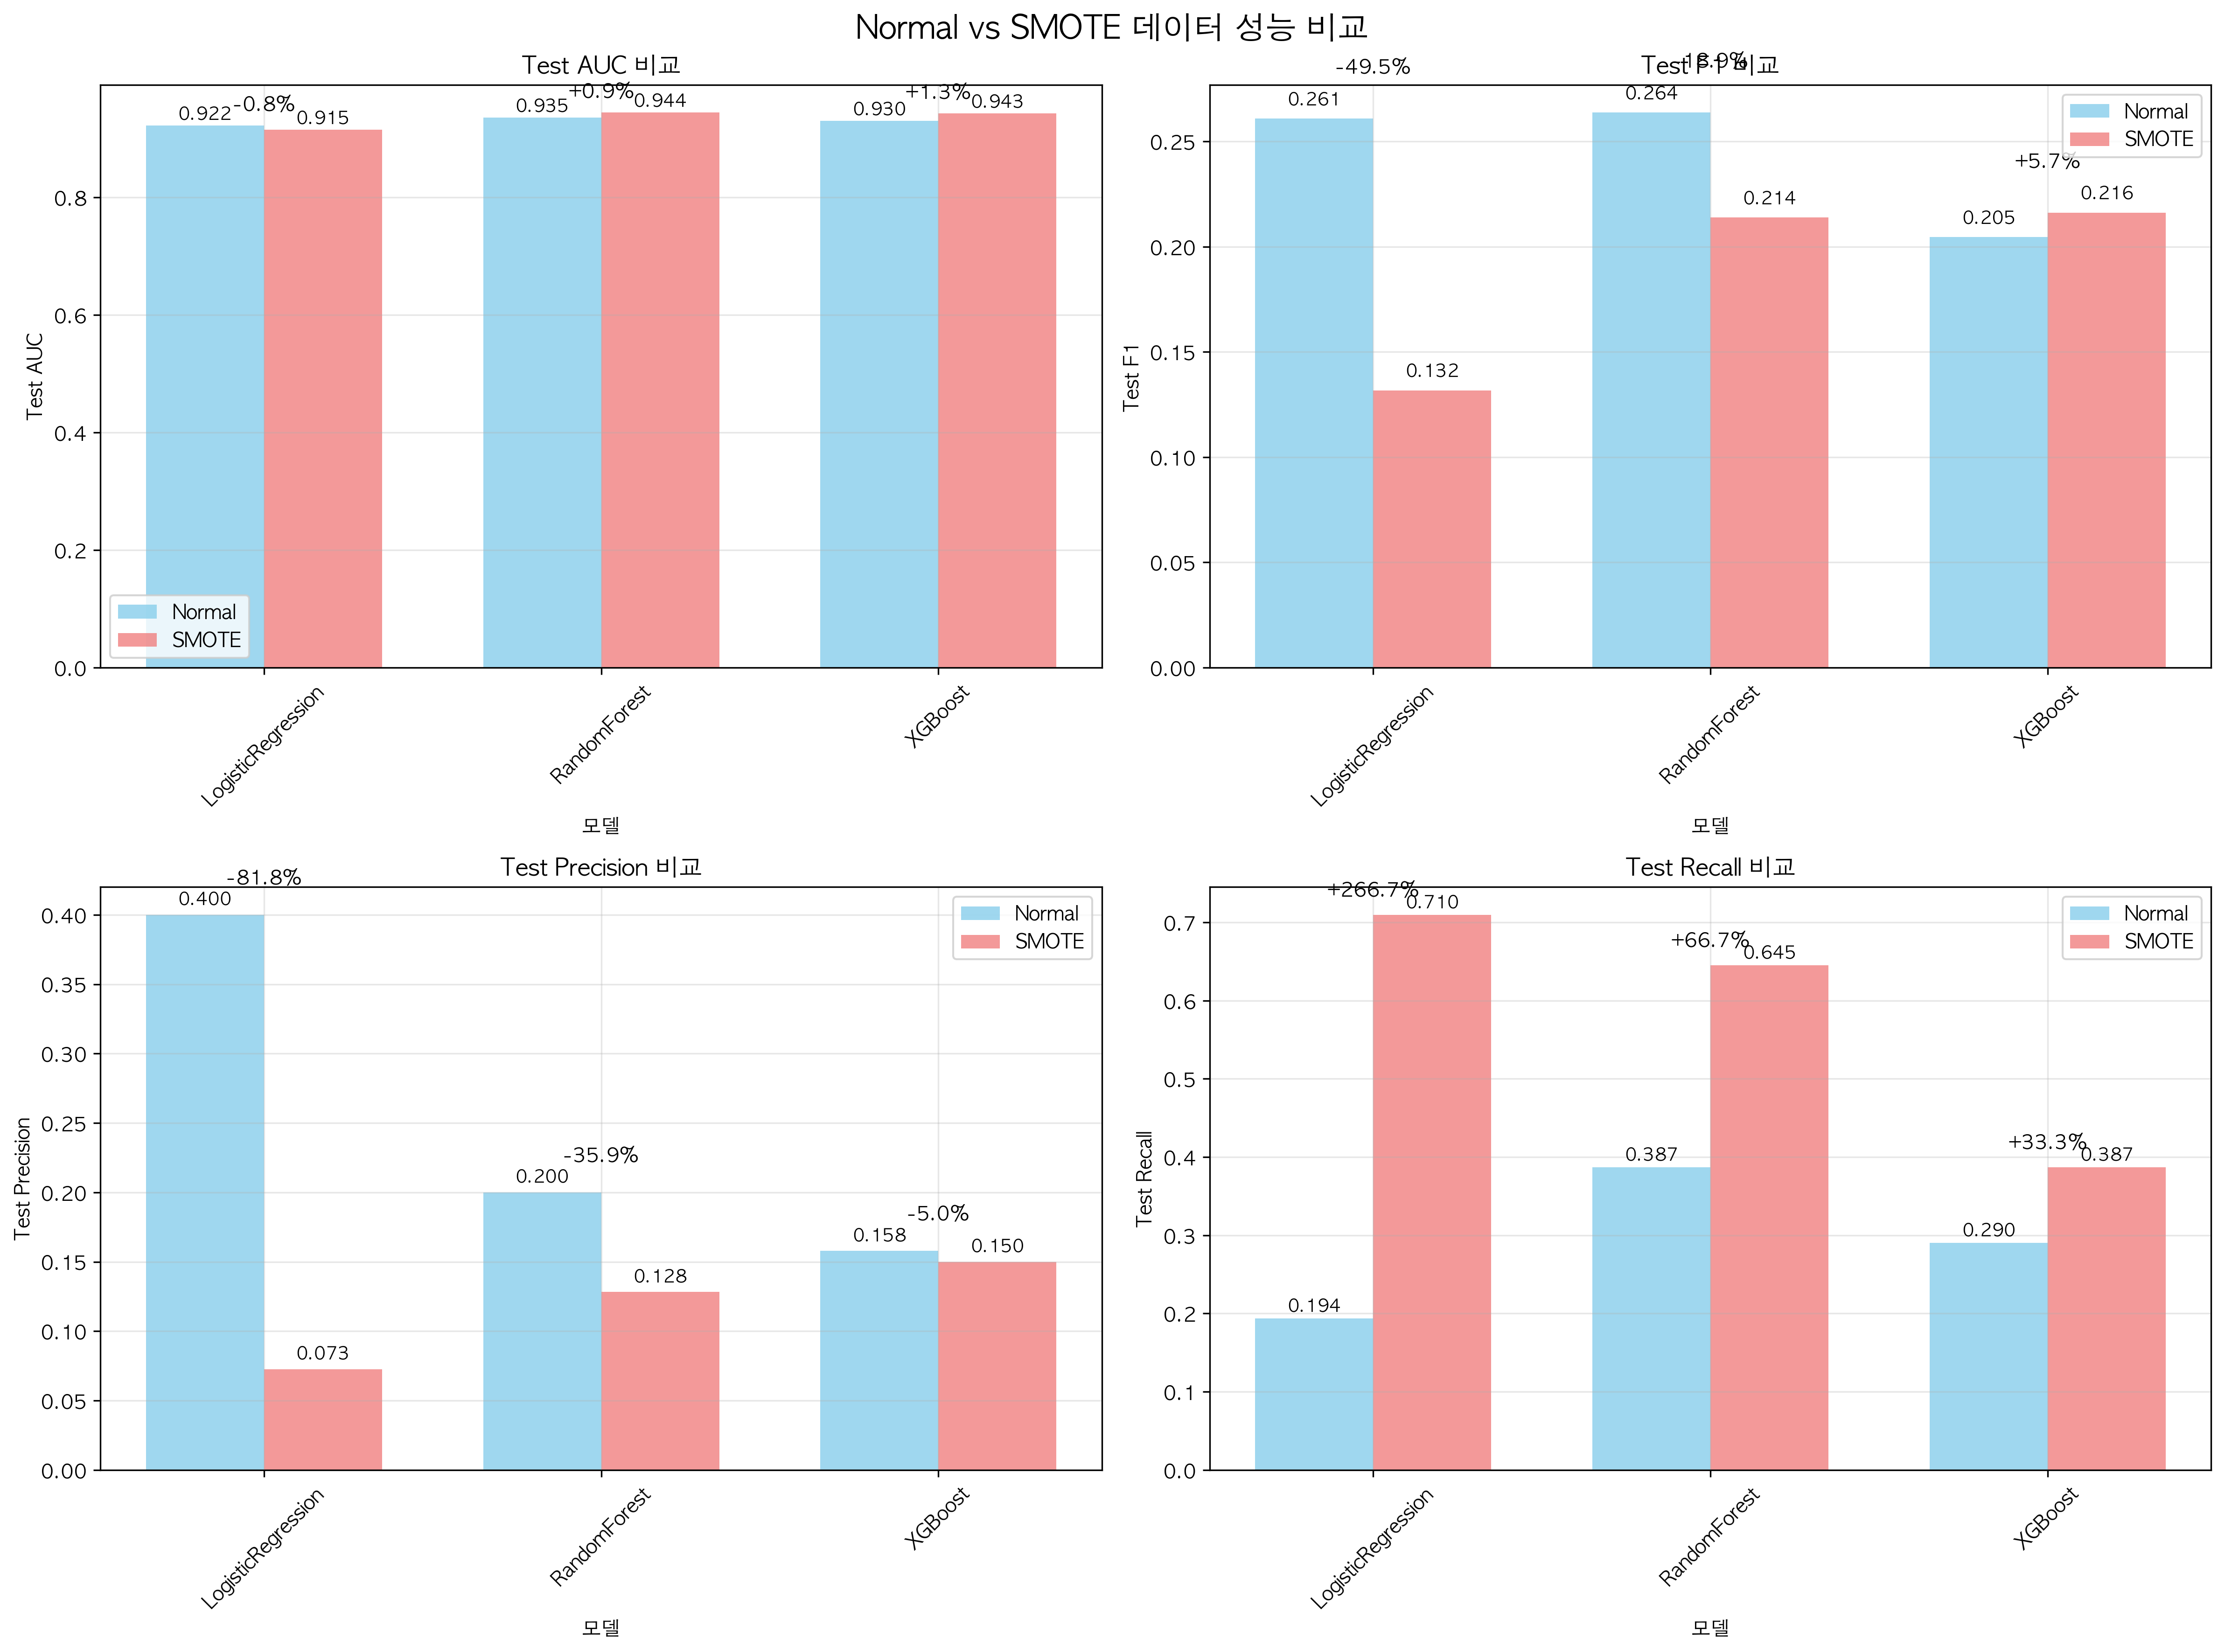 Normal vs SMOTE 데이터 성능 비교
Test AUC 비교
0.922
-0.8%
0.915
0.935
+0.9%
0.944
0.930
+1.3%
0.943
Test AUC
0.8
0.6
0.4
0.2
0.0
Normal
SMOTE
LogisticRegression
RandomForest
XGBoost
모델
Test F1 비교
-49.5%
-18.9%
0.261
0.264
0.132
0.214
+5.7%
0.205
0.216
Normal
SMOTE
Test F1
0.25
0.20
0.15
0.10
0.05
0.00
LogisticRegression
RandomForest
XGBoost
모델
Test Precision 비교
-81.8%
0.400
0.073
-35.9%
0.200
0.128
-5.0%
0.158
0.150
Normal
SMOTE
Test Precision
0.40
0.35
0.30
0.25
0.20
0.15
0.10
0.05
0.00
LogisticRegression
RandomForest
XGBoost
모델
Test Recall 비교
+266.7%
0.710
0.194
+66.7%
0.645
0.387
+33.3%
0.387
0.290
Normal
SMOTE
Test Recall
0.7
0.6
0.5
0.4
0.3
0.2
0.1
0.0
LogisticRegression
RandomForest
XGBoost
모델